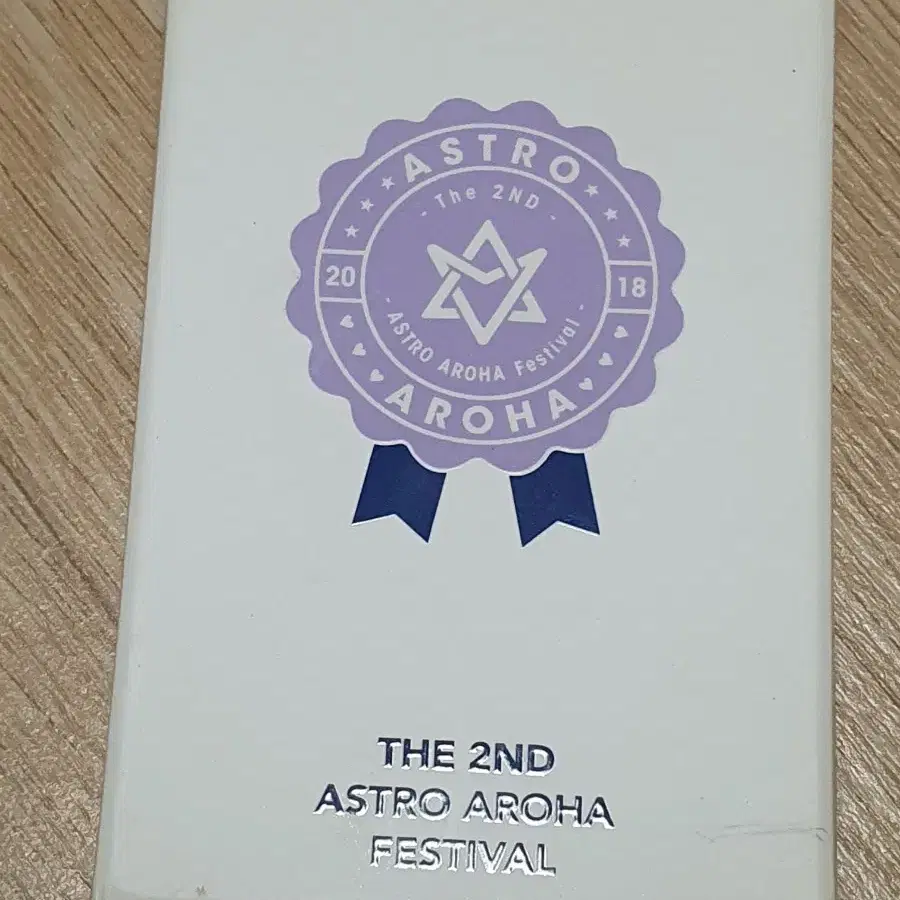 ASTRO
- The 2ND -
20
18
- ASTRO AROHA Festival -
AROHA
THE 2ND
ASTRO AROHA
FESTIVAL